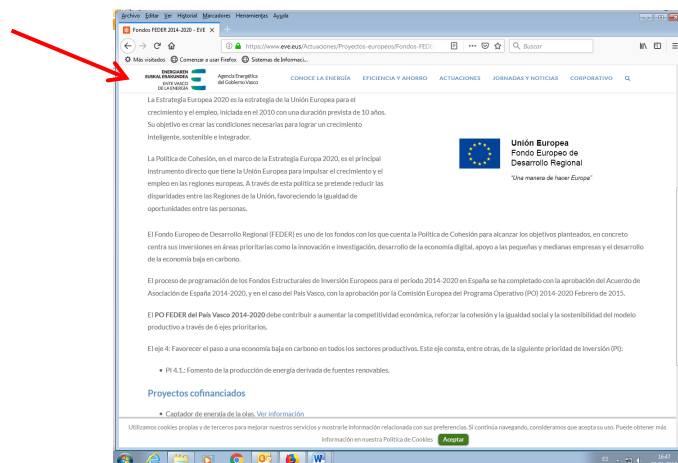 Archivo Editar Ver Historial Marcadores Herramientas Ayuda
Fondos FEDER 2014-2020 - EVE
https://www.eve.eus/Actuaciones/Proyectos-europeos/Fondos-FEDE
Buscar
Más visitados Comenzar a usar Firefox Sistemas de Informaci...
ENERGIAREN
EUSKAL ERAKUNDEA
ENTE VASCO
DE LA ENERGÍA
Agencia Energética
del Gobierno Vasco
CONOCE LA ENERGÍA EFICIENCIA Y AHORRO ACTUACIONES JORNADAS Y NOTICIAS CORPORATIVO
La Estrategia Europea 2020 es la estrategia de la Unión Europea para el
crecimiento y el empleo, iniciada en el 2010 con una duración prevista de 10 años.
Su objetivo es crear las condiciones necesarias para lograr un crecimiento
inteligente, sostenible e integrador.
La Política de Cohesión, en el marco de la Estrategia Europa 2020, es el principal
instrumento directo que tiene la Unión Europea para impulsar el crecimiento y el
empleo en las regiones europeas. A través de esta política se pretende reducir las
disparidades entre las Regiones de la Unión, favoreciendo la igualdad de
oportunidades entre las personas.
Unión Europea
Fondo Europeo de
Desarrollo Regional
"Una manera de hacer Europa"
El Fondo Europeo de Desarrollo Regional (FEDER) es uno de los fondos con los que cuenta la Política de Cohesión para alcanzar los objetivos planteados, en concreto
centra sus inversiones en áreas prioritarias como la innovación e investigación, desarrollo de la economía digital, apoyo a las pequeñas y medianas empresas y el desarrollo
de la economía baja en carbono.
El proceso de programación de los Fondos Estructurales de Inversión Europeos para el periodo 2014-2020 en España se ha completado con la aprobación del Acuerdo de
Asociación de España 2014-2020, y en el caso del País Vasco, con la aprobación por la Comisión Europea del Programa Operativo (PO) 2014-2020 Febrero de 2015.
El PO FEDER del País Vasco 2014-2020 debe contribuir a aumentar la competitividad económica, reforzar la cohesión y la igualdad social y la sostenibilidad del modelo
productivo a través de 6 ejes prioritarios.
El eje 4: Favorecer el paso a una economía baja en carbono en todos los sectores productivos. Este eje consta, entre otras, de la siguiente prioridad de inversión (PI):
• PI 4.1.: Fomento de la producción de energía derivada de fuentes renovables.
Proyectos cofinanciados
• Captador de energía de la olas. Ver información
Utilizamos cookies propias y de terceros para mejorar nuestros servicios y mostrarle información relacionada con sus preferencias. Si continúa navegando, consideramos que acepta su uso. Puede obtener más
información en nuestra Política de Cookies Aceptar
ES 16:47